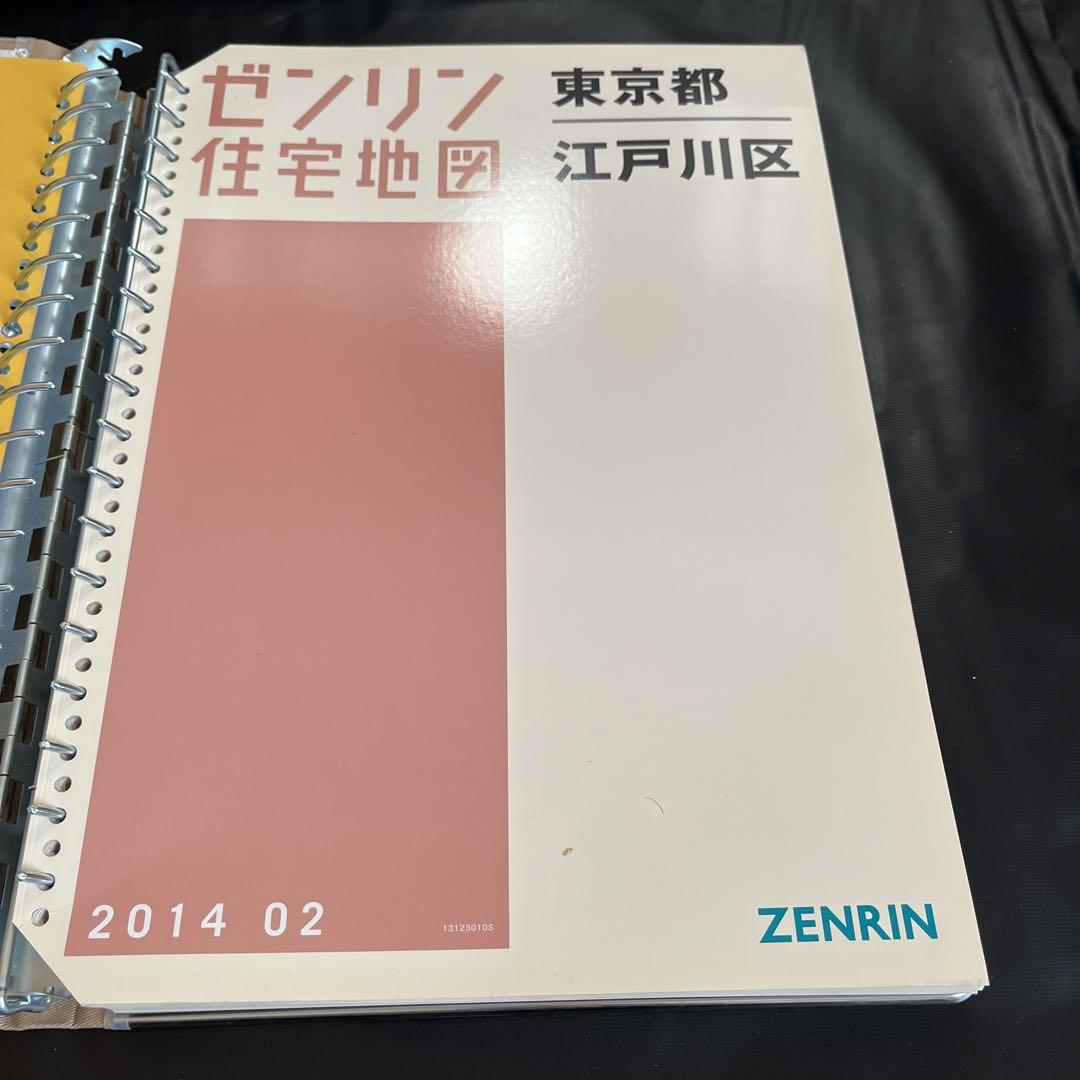 ゼンリン
住宅地図
東京都
江戸川区
2014 02
13123010S
ZENRIN